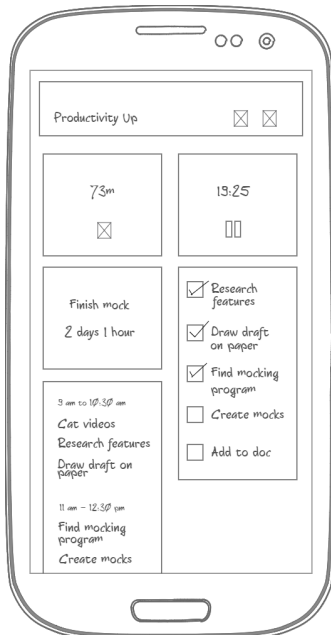 Productivity Up
73m
19:25
Finish mock
2 days 1 hour
Research
features
Draw draft
on paper
Find mocking
program
Create mocks
Add to doc
9 am to 10:30 am
Cat videos
Research features
Draw draft on
paper
11 am - 12:30 pm
Find mocking
program
Create mocks